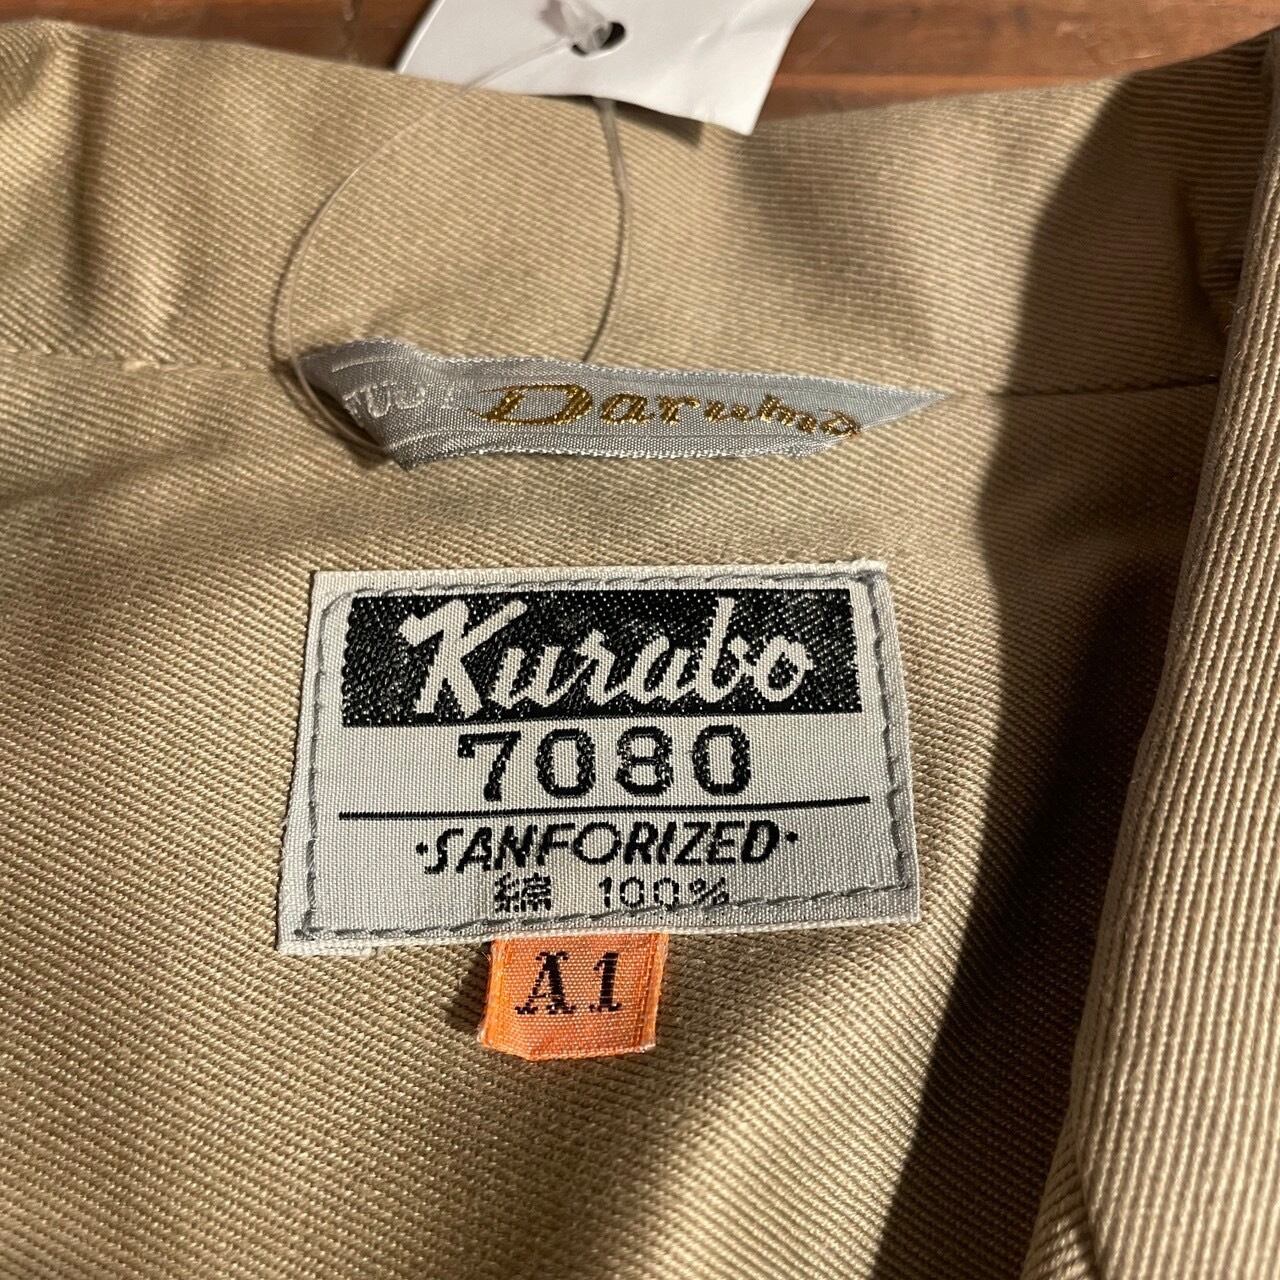 Daruma
Kurabo
7080
·SANFORIZED·
綿 100%
A1